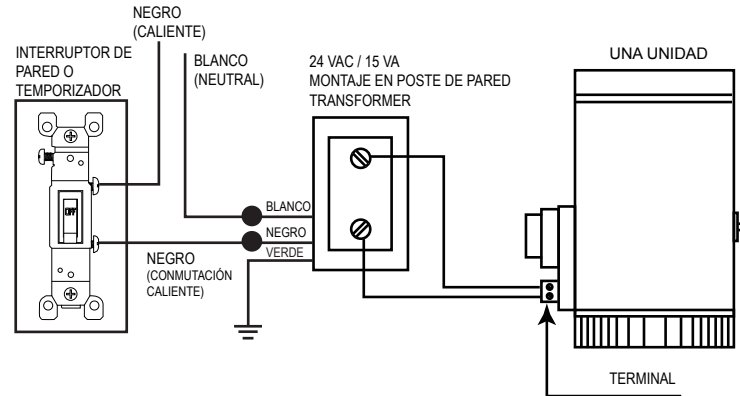 NEGRO
(CALIENTE)
INTERRUPTOR DE
PARED O
TEMPORIZADOR
BLANCO
(NEUTRAL)
24 VAC / 15 VA
MONTAJE EN POSTE DE PARED
TRANSFORMER
UNA UNIDAD
OFF
BLANCO
NEGRO
VERDE
NEGRO
(CONMUTACIÓN
CALIENTE)
TERMINAL